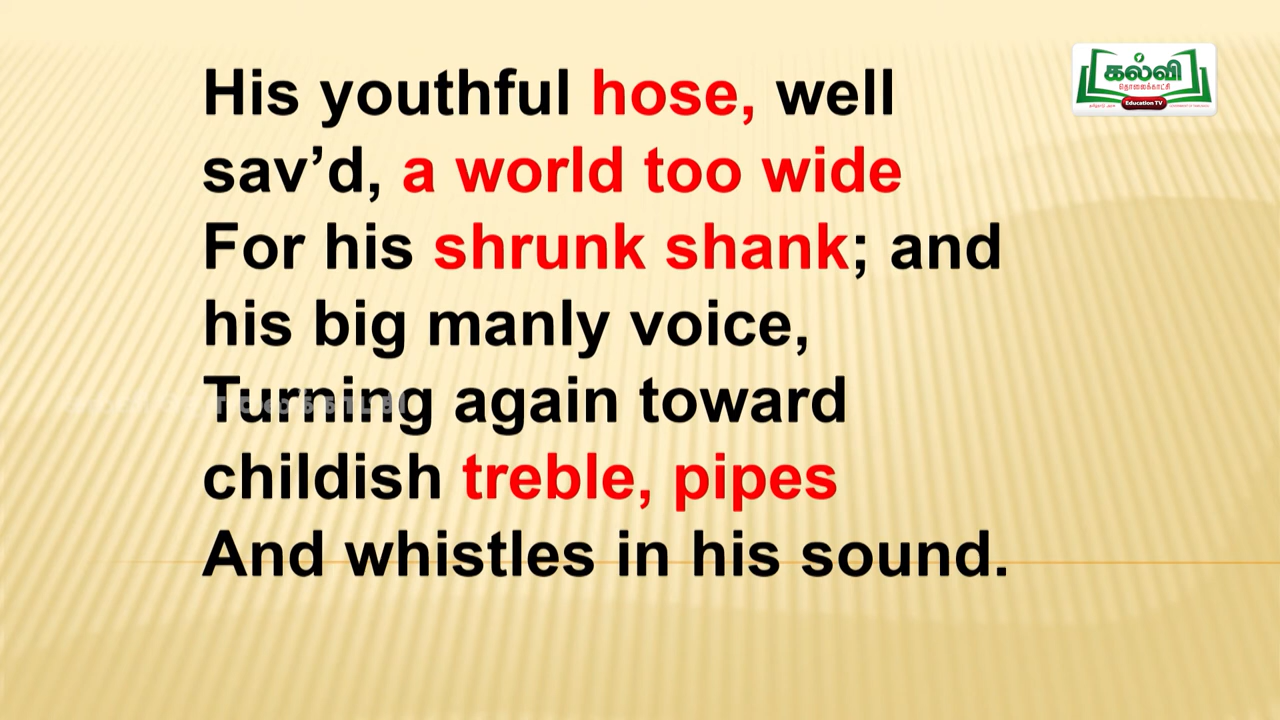 His youthful hose, well
sav’d, a world too wide
For his shrunk shank; and
his big manly voice,
Turning again toward
childish treble, pipes
And whistles in his sound.
கல்வி
தொலைக்காட்சி
Education TV